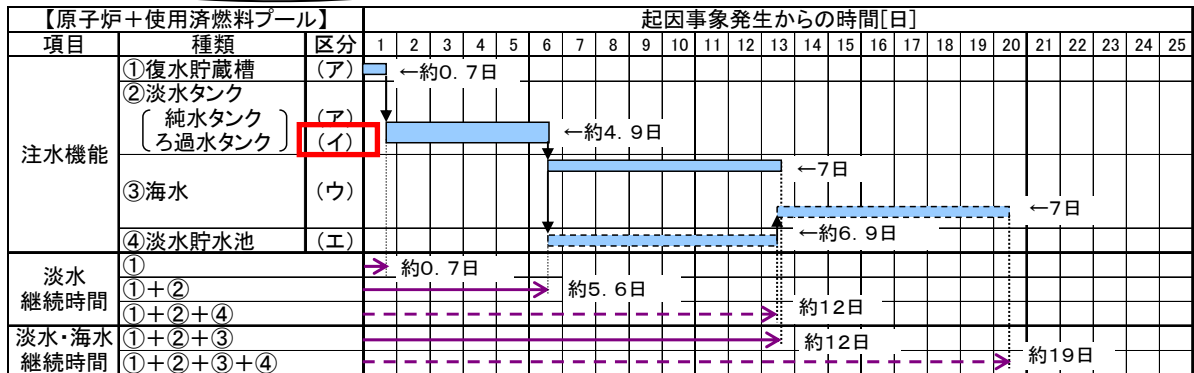 【原子炉+使用済燃料プール】 起因事象発生からの時間[日]
項目 種類 区分 1 2 3 4 5 6 7 8 9 10 11 12 13 14 15 16 17 18 19 20 21 22 23 24 25
注水機能
①復水貯蔵槽 (ア) ←約0.7日
②淡水タンク
純水タンク (ア)
ろ過水タンク (イ) ←約4.9日
③海水 (ウ) ←7日
←7日
④淡水貯水池 (エ) ←約6.9日
淡水
継続時間
① 約0.7日
①+② 約5.6日
①+②+④ 約12日
淡水・海水
継続時間
①+②+③ 約12日
①+②+③+④ 約19日